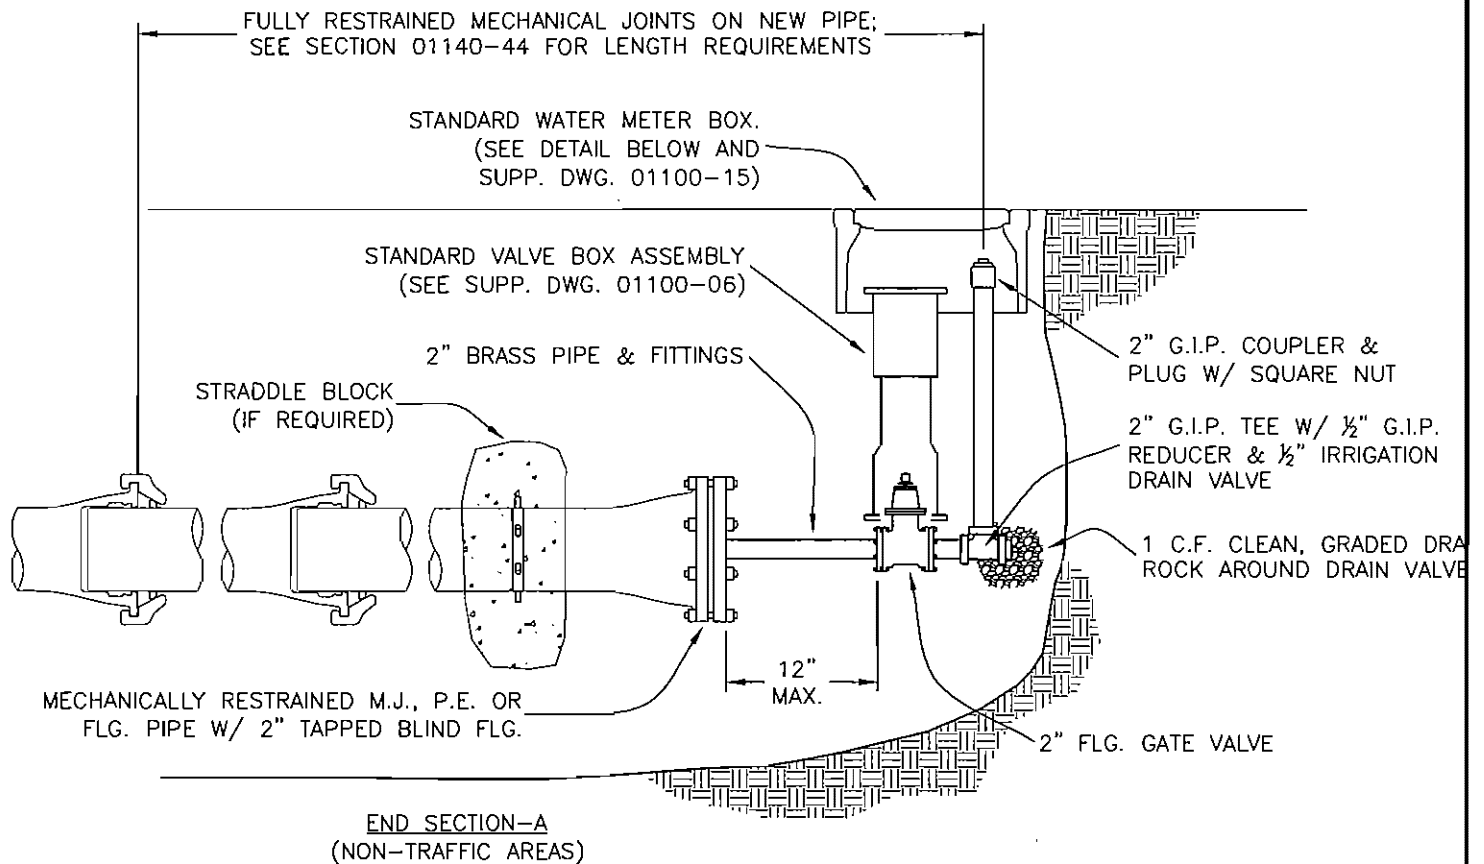 FULLY RESTRAINED MECHANICAL JOINTS ON NEW PIPE;
SEE SECTION 01140-44 FOR LENGTH REQUIREMENTS
STANDARD WATER METER BOX.
(SEE DETAIL BELOW AND
SUPP. DWG. 01100-15)
STANDARD VALVE BOX ASSEMBLY
(SEE SUPP. DWG. 01100-06)
2" BRASS PIPE & FITTINGS
STRADDLE BLOCK
(IF REQUIRED)
2" G.I.P. COUPLER &
PLUG W/ SQUARE NUT
2" G.I.P. TEE W/ ½" G.I.P.
REDUCER & ½" IRRIGATION
DRAIN VALVE
1 C.F. CLEAN, GRADED DRA
ROCK AROUND DRAIN VALVE
12"
MAX.
MECHANICALLY RESTRAINED M.J., P.E. OR
FLG. PIPE W/ 2" TAPPED BLIND FLG.
2" FLG. GATE VALVE
END SECTION-A
(NON-TRAFFIC AREAS)